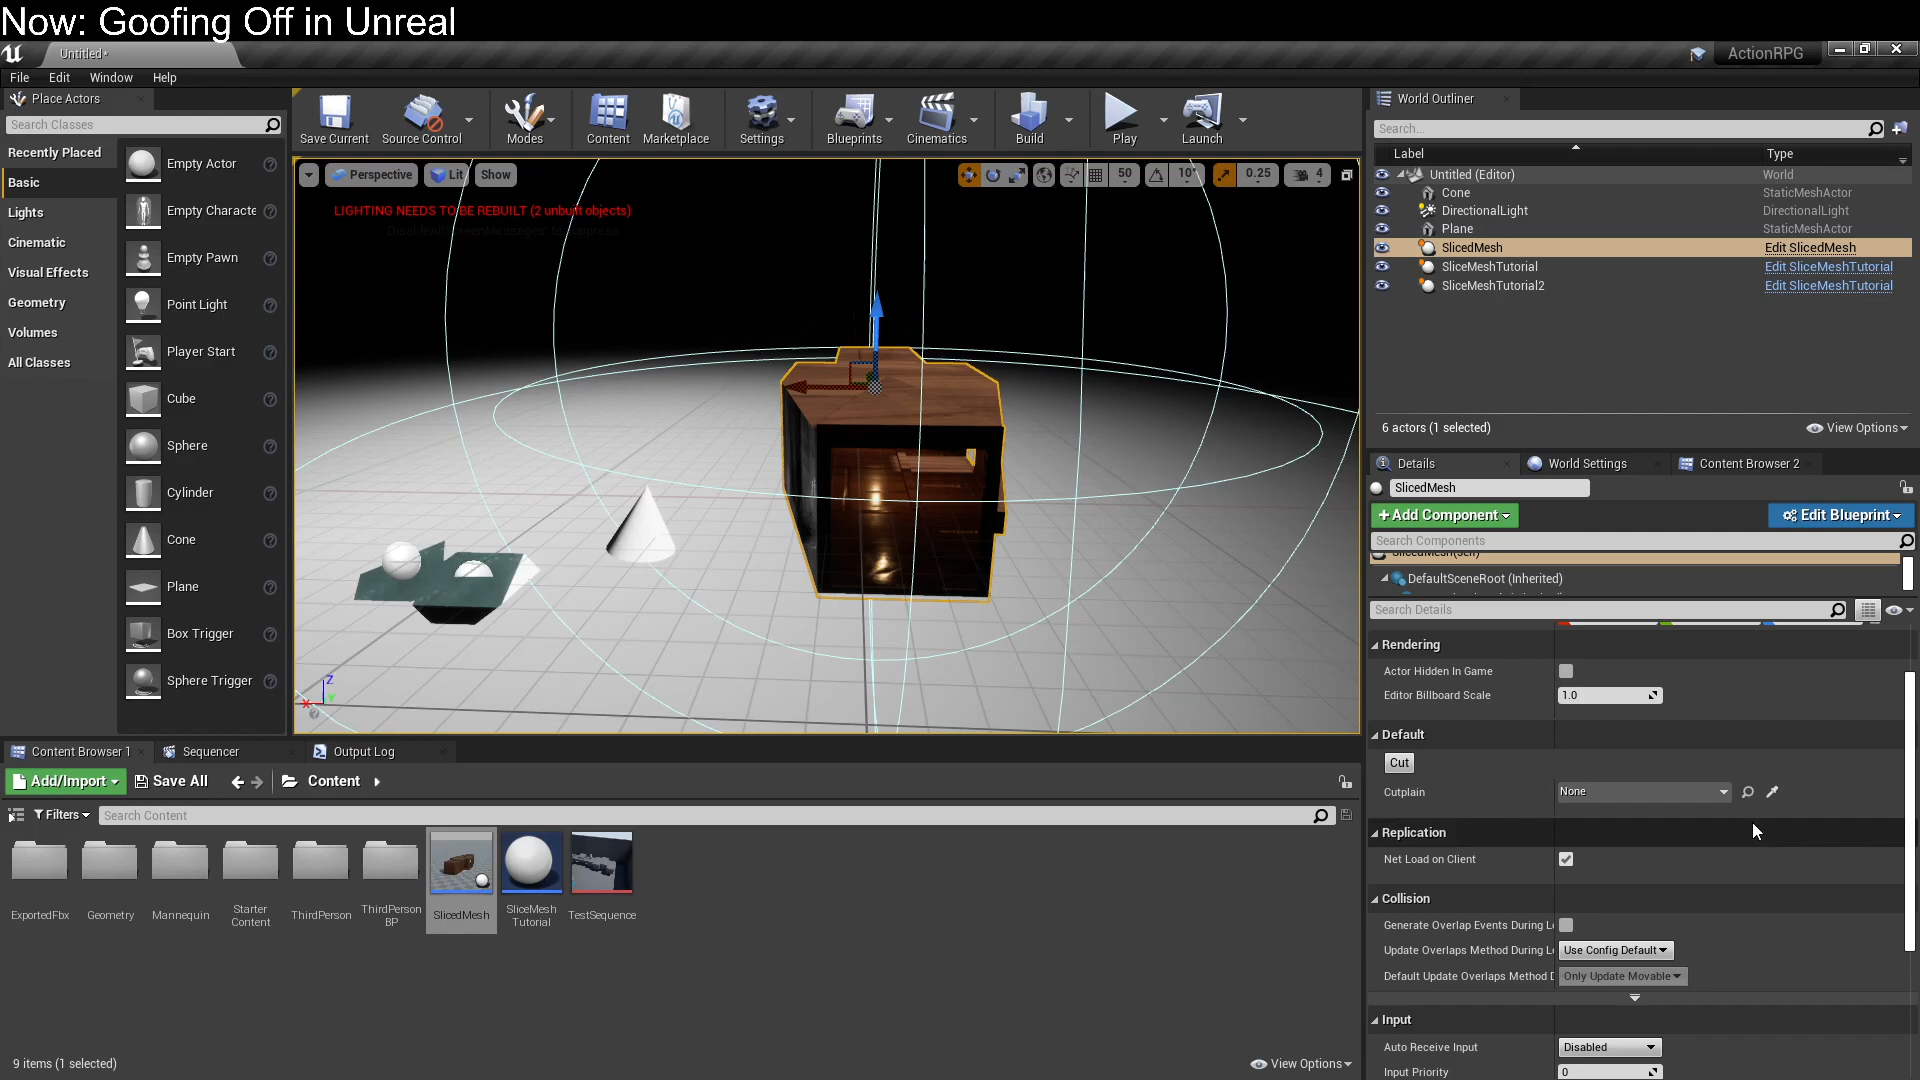 Now: Goofing Off in Unreal
Untitled*
ActionRPG
File Edit Window Help
Place Actors
Search Classes
Recently Placed
Basic
Lights
Cinematic
Visual Effects
Geometry
Volumes
All Classes
Empty Actor
Empty Characte
Empty Pawn
Point Light
Player Start
Cube
Sphere
Cylinder
Cone
Plane
Box Trigger
Sphere Trigger
Save Current Source Control Modes Content Marketplace Settings Blueprints Cinematics Build Play Launch
Perspective Lit Show 50 10° 0.25 4
LIGHTING NEEDS TO BE REBUILT (2 unbuilt objects)
Z
Y
X
World Outliner
Search...
Label Type
Untitled (Editor) World
Cone StaticMeshActor
DirectionalLight DirectionalLight
Plane StaticMeshActor
SlicedMesh Edit SlicedMesh
SliceMeshTutorial Edit SliceMeshTutorial
SliceMeshTutorial2 Edit SliceMeshTutorial
6 actors (1 selected) View Options
Details World Settings Content Browser 2
SlicedMesh
+Add Component Edit Blueprint
Search Components
SlicedMesh(self)
DefaultSceneRoot (Inherited)
Search Details
Rendering
Actor Hidden In Game
Editor Billboard Scale 1.0
Default
Cut
Cutplain None
Replication
Net Load on Client
Collision
Generate Overlap Events During L
Update Overlaps Method During L Use Config Default
Default Update Overlaps Method D Only Update Movable
Input
Auto Receive Input Disabled
Input Priority 0
Content Browser 1 Sequencer Output Log
Add/Import Save All Content
Filters Search Content
ExportedFbx Geometry Mannequin Starter Content ThirdPerson ThirdPerson BP SlicedMesh SliceMesh Tutorial TestSequence
9 items (1 selected) View Options